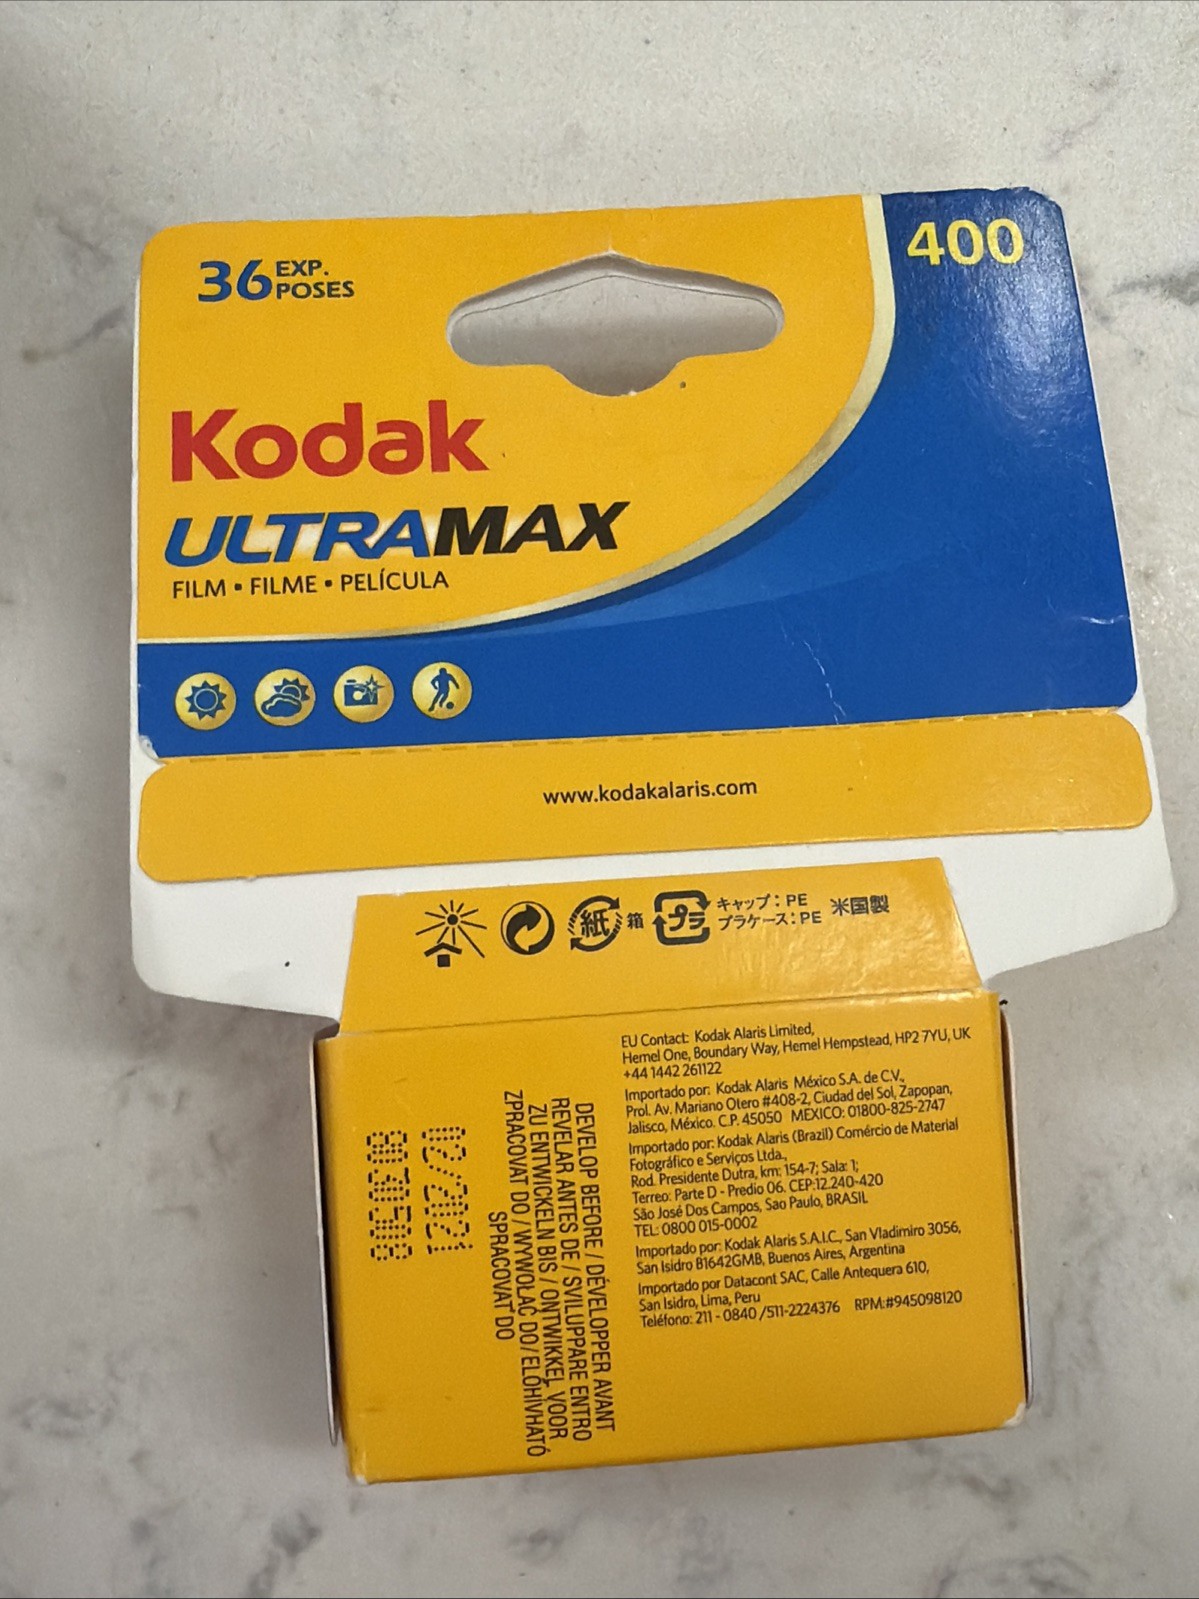 36 EXP.
POSES
400
Kodak
ULTRAMAX
FILM ▪ FILME ▪ PELÍCULA
www.kodakalaris.com
紙 箱
プラ
キャップ：PE
プラケース：PE
米国製
EU Contact: Kodak Alaris Limited,
Hemel One, Boundary Way, Hemel Hempstead, HP2 7YU, UK
+44 1442 261122
Importado por: Kodak Alaris México S.A. de C.V.,
Prol. Av. Mariano Otero #408-2, Ciudad del Sol, Zapopan,
Jalisco, México. C.P. 45050 MEXICO: 01800-825-2747
Importado por: Kodak Alaris (Brazil) Comércio de Material
Fotográfico e Serviços Ltda.,
Rod. Presidente Dutra, km: 154-7; Sala: 1;
Terreo: Parte D - Predio 06. CEP:12.240-420
São José Dos Campos, Sao Paulo, BRASIL
TEL: 0800 015-0002
Importado por: Kodak Alaris S.A.I.C., San Vladimiro 3056,
San Isidro B1642GMB, Buenos Aires, Argentina
Importado por Datacont SAC, Calle Antequera 610,
San Isidro, Lima, Peru
Teléfono: 211 - 0840 /511-2224376 RPM:#945098120
DEVELOP BEFORE / DÉVELOPPER AVANT
REVELAR ANTES DE / SVILUPPARE ENTRO
ZU ENTWICKELN BIS / ONTWIKKEL VOOR
ZPRACOVAT DO / WYWOŁAĆ DO / ELŐHÍVHATÓ
SPRACOVAŤ DO
02/2021